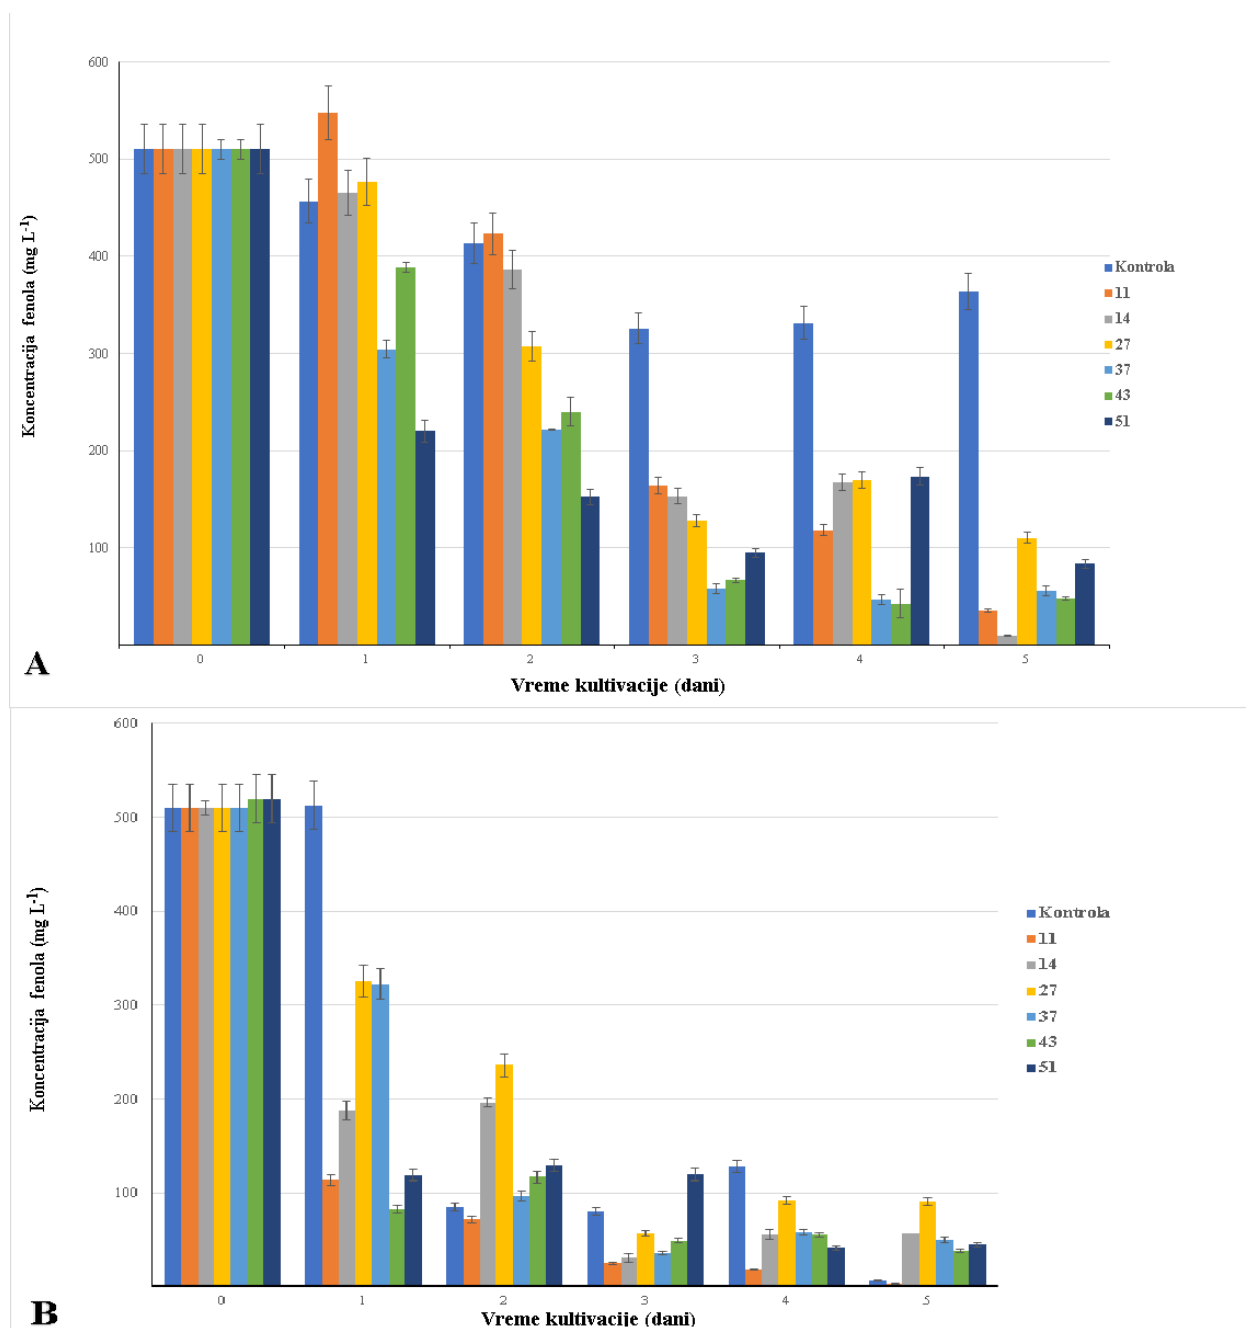 600
500
400
300
200
100
Koncentracija fenola (mg L-1)
Kontrola
11
14
27
37
43
51
0 1 2 3 4 5
A
Vreme kultivacije (dani)
600
500
400
300
200
100
Koncentracija fenola (mg L-1)
Kontrola
11
14
27
37
43
51
0 1 2 3 4 5
B
Vreme kultivacije (dani)